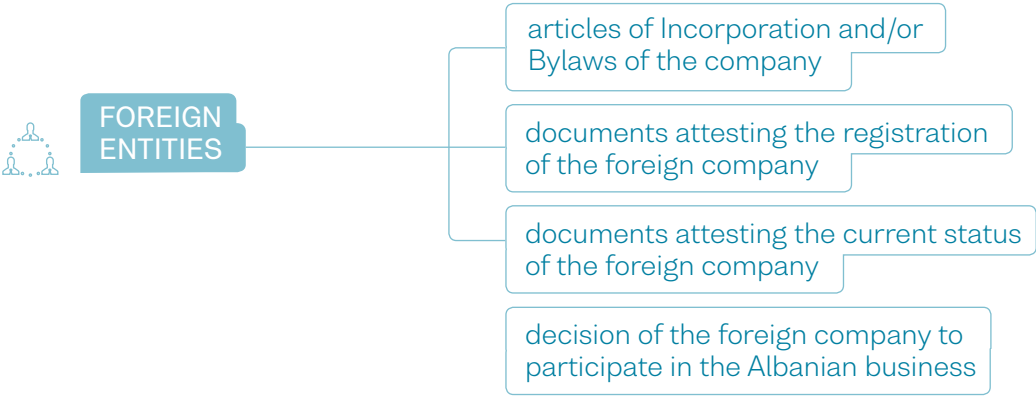 FOREIGN
ENTITIES
articles of Incorporation and/or
Bylaws of the company
documents attesting the registration
of the foreign company
documents attesting the current status
of the foreign company
decision of the foreign company to
participate in the Albanian business